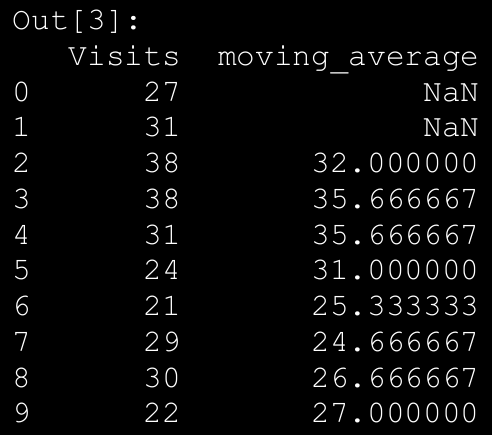 Out[3]:
   Visits  moving_average
0      27             NaN
1      31             NaN
2      38       32.000000
3      38       35.666667
4      31       35.666667
5      24       31.000000
6      21       25.333333
7      29       24.666667
8      30       26.666667
9      22       27.000000